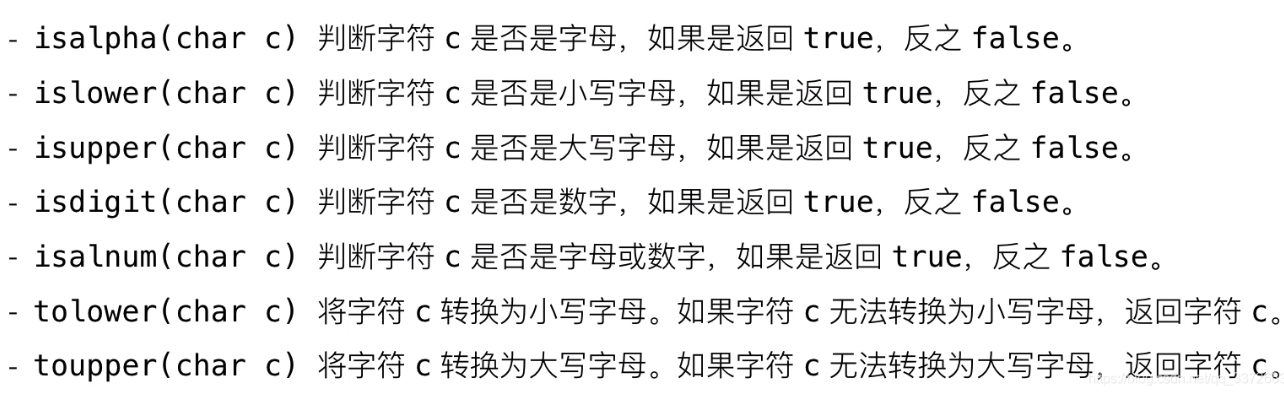 - isalpha(char c) 判断字符 c 是否是字母，如果是返回 true，反之 false。
- islower(char c) 判断字符 c 是否是小写字母，如果是返回 true，反之 false。
- isupper(char c) 判断字符 c 是否是大写字母，如果是返回 true，反之 false。
- isdigit(char c) 判断字符 c 是否是数字，如果是返回 true，反之 false。
- isalnum(char c) 判断字符 c 是否是字母或数字，如果是返回 true，反之 false。
- tolower(char c) 将字符 c 转换为小写字母。如果字符 c 无法转换为小写字母，返回字符 c。
- toupper(char c) 将字符 c 转换为大写字母。如果字符 c 无法转换为大写字母，返回字符 c。